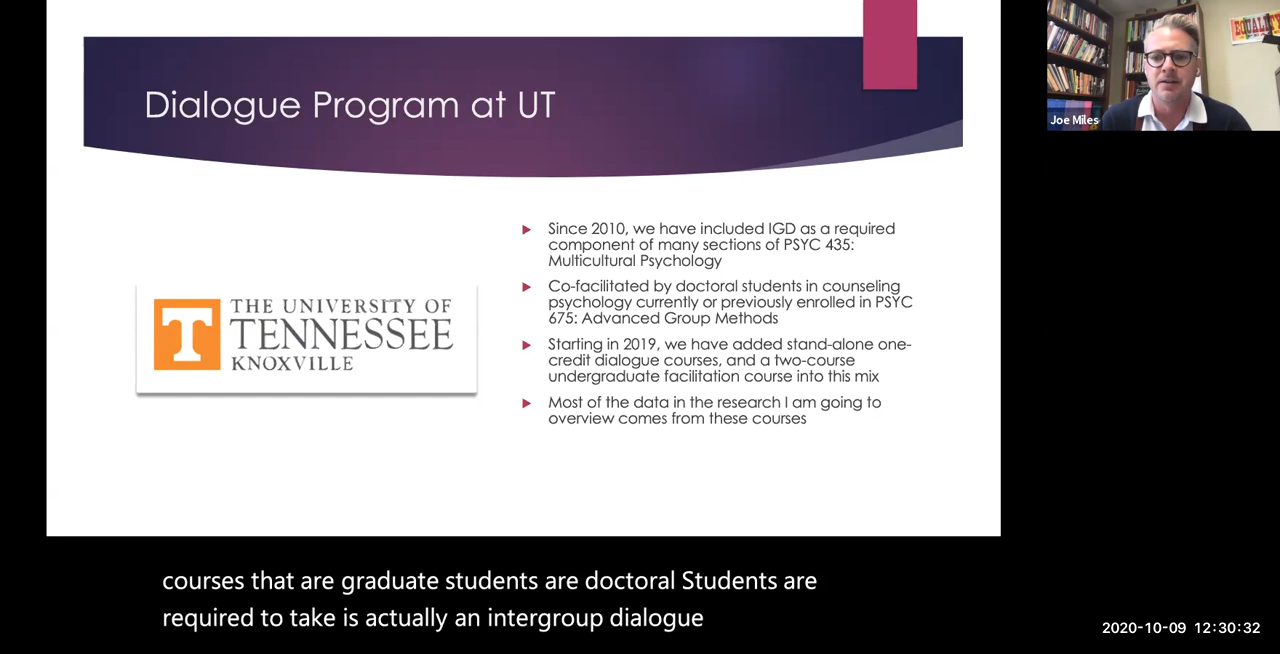 Dialogue Program at UT
THE UNIVERSITY OF
TENNESSEE
KNOXVILLE
Since 2010, we have included IGD as a required
component of many sections of PSYC 435:
Multicultural Psychology
Co-facilitated by doctoral students in counseling
psychology currently or previously enrolled in PSYC
675: Advanced Group Methods
Starting in 2019, we have added stand-alone one-
credit dialogue courses, and a two-course
undergraduate facilitation course into this mix
Most of the data in the research I am going to
overview comes from these courses
EQUALITY
Joe Miles
courses that are graduate students are doctoral Students are
required to take is actually an intergroup dialogue
2020-10-09 12:30:32